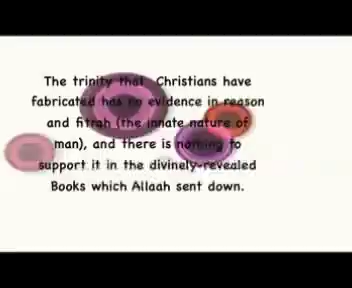 The trinity that Christians have
fabricated has no evidence in reason
and fitrah (the innate nature of
man), and there is nothing to
support it in the divinely-revealed
Books which Allaah sent down.